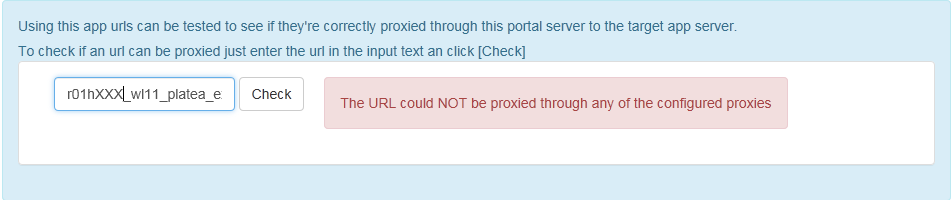 Using this app urls can be tested to see if they're correctly proxied through this portal server to the target app server.
To check if an url can be proxied just enter the url in the input text an click [Check]
r01hXXX_wl11_platea_e
Check
The URL could NOT be proxied through any of the configured proxies